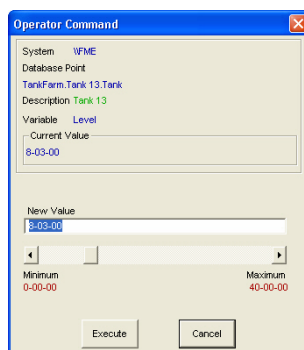 Operator Command
System \\FME
Database Point
TankFarm.Tank 13.Tank
Description Tank 13
Variable Level
Current Value
8-03-00
New Value
8-03-00
Minimum Maximum
0-00-00 40-00-00
Execute Cancel